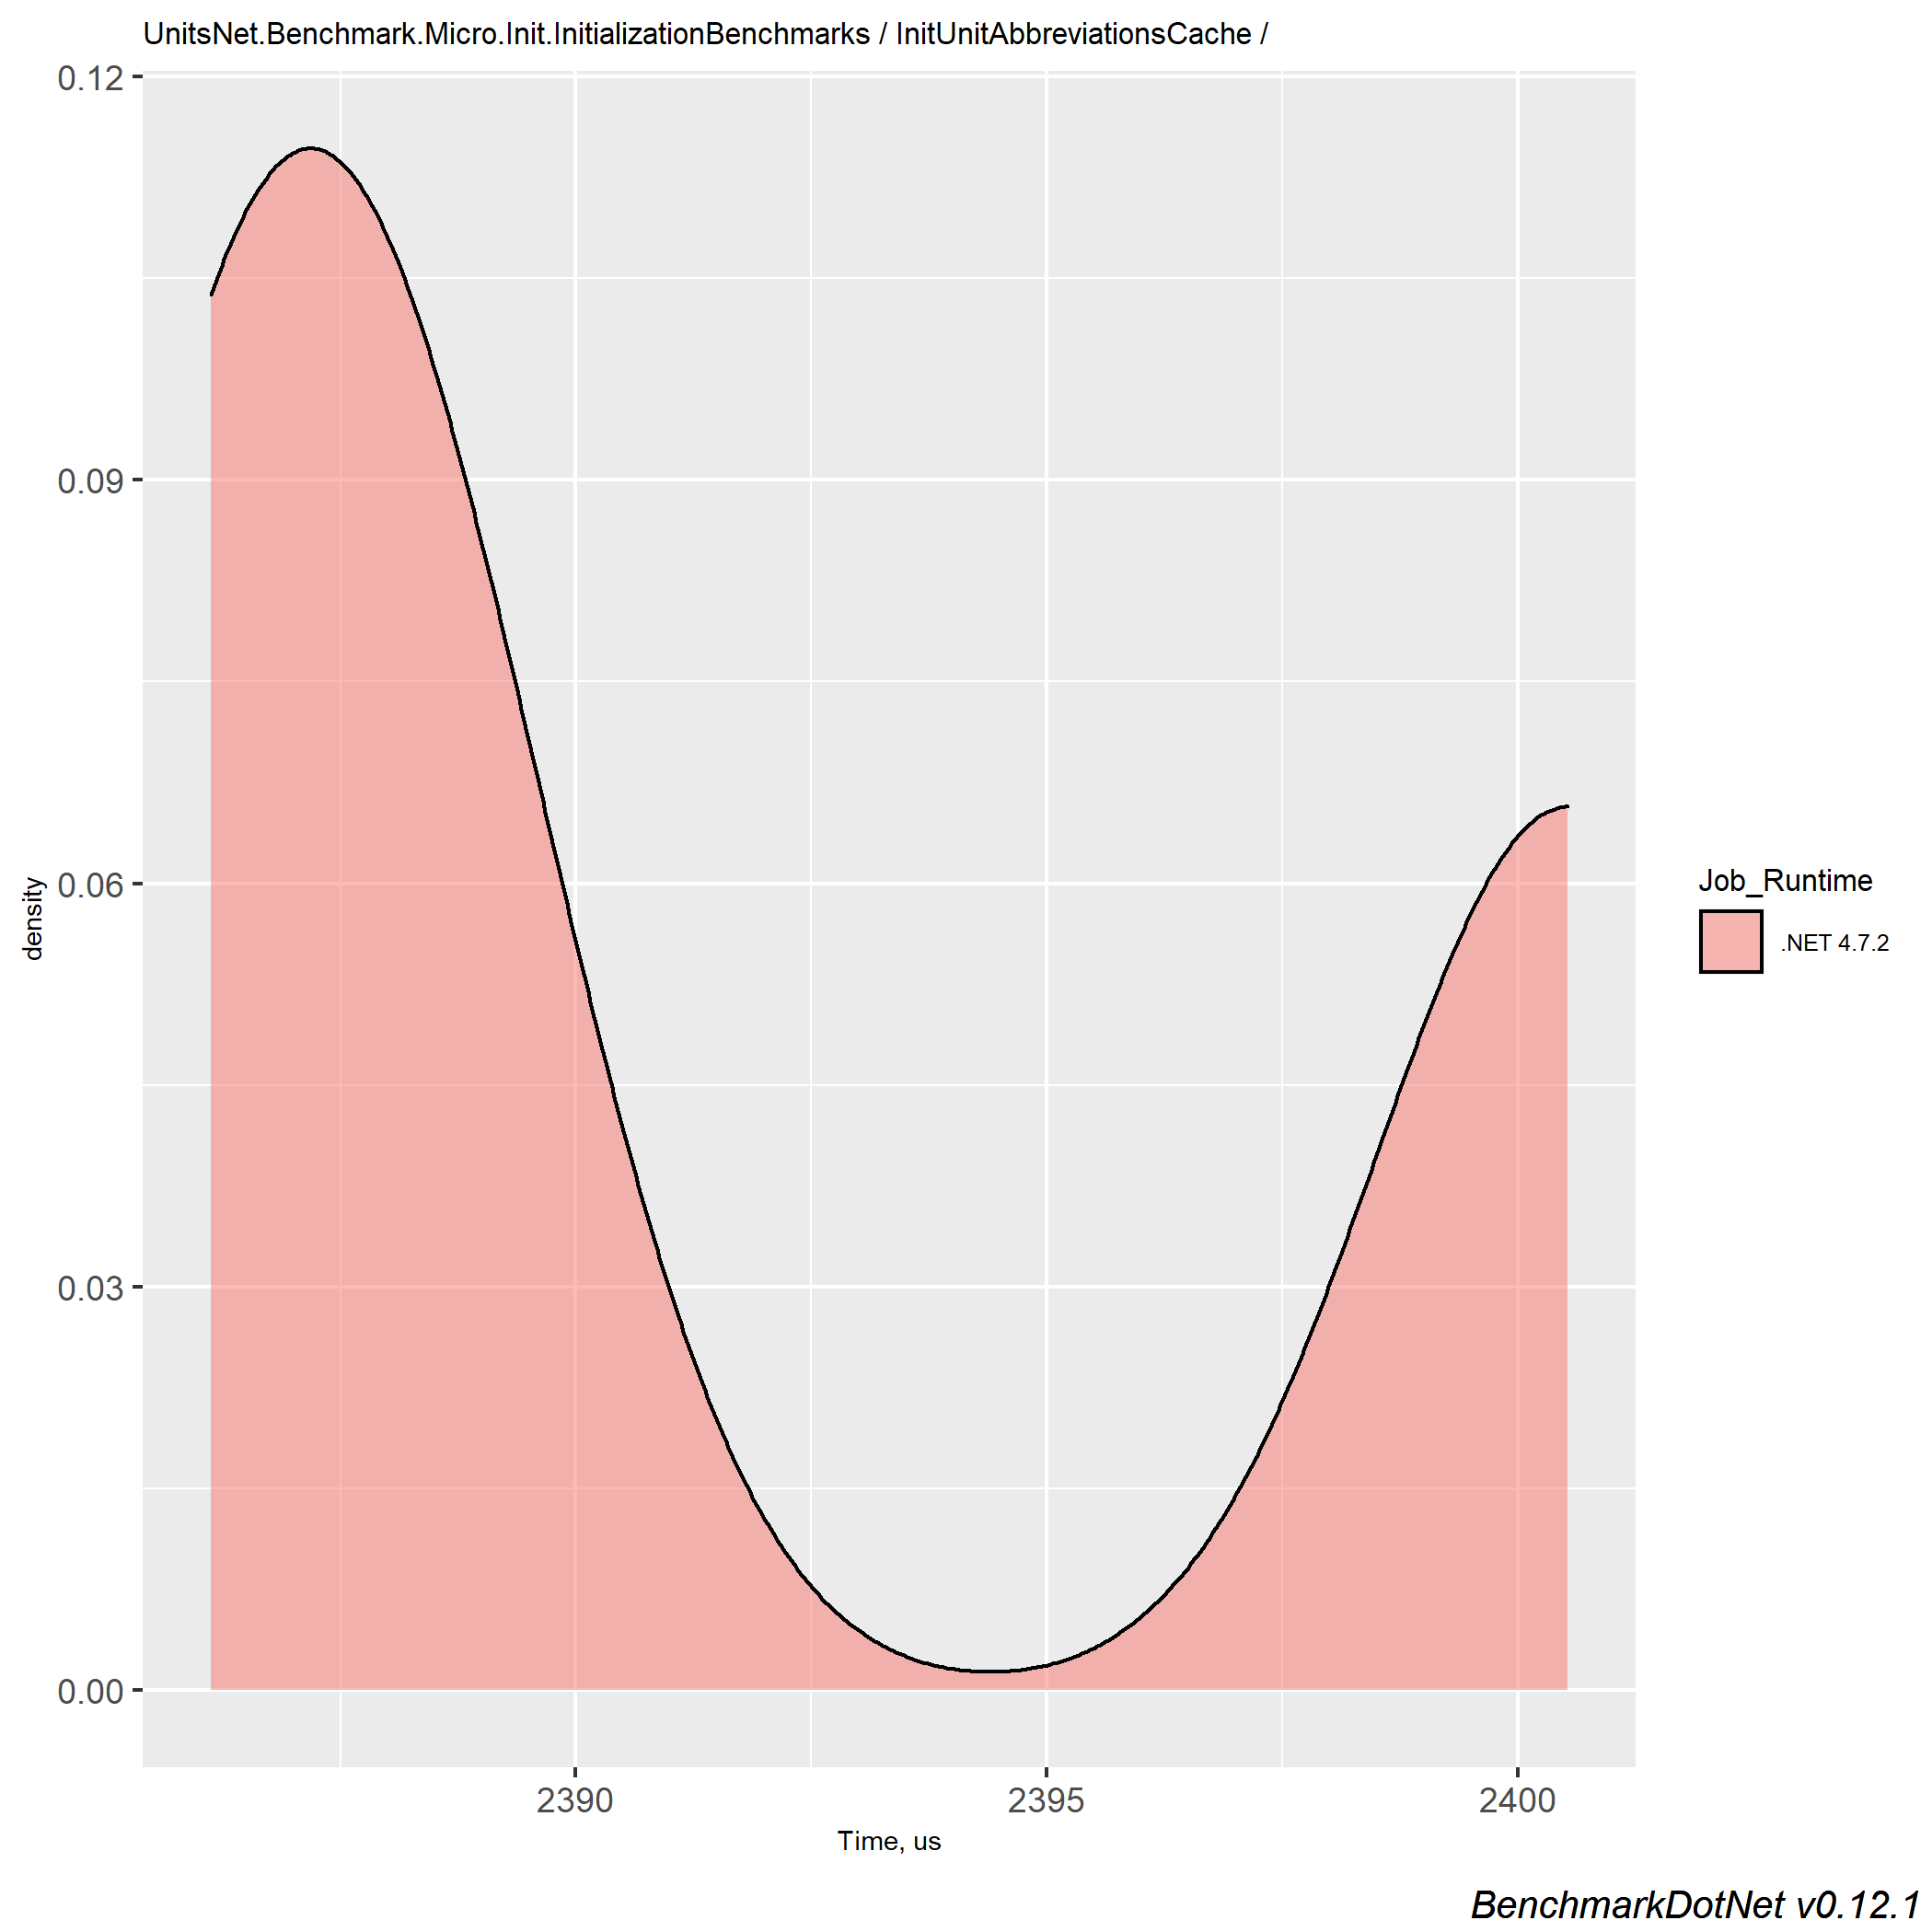 UnitsNet.Benchmark.Micro.Init.InitializationBenchmarks / InitUnitAbbreviationsCache /
0.12
0.09
0.06
0.03
0.00
density
2390 2395 2400
Time, us
Job_Runtime
.NET 4.7.2
BenchmarkDotNet v0.12.1